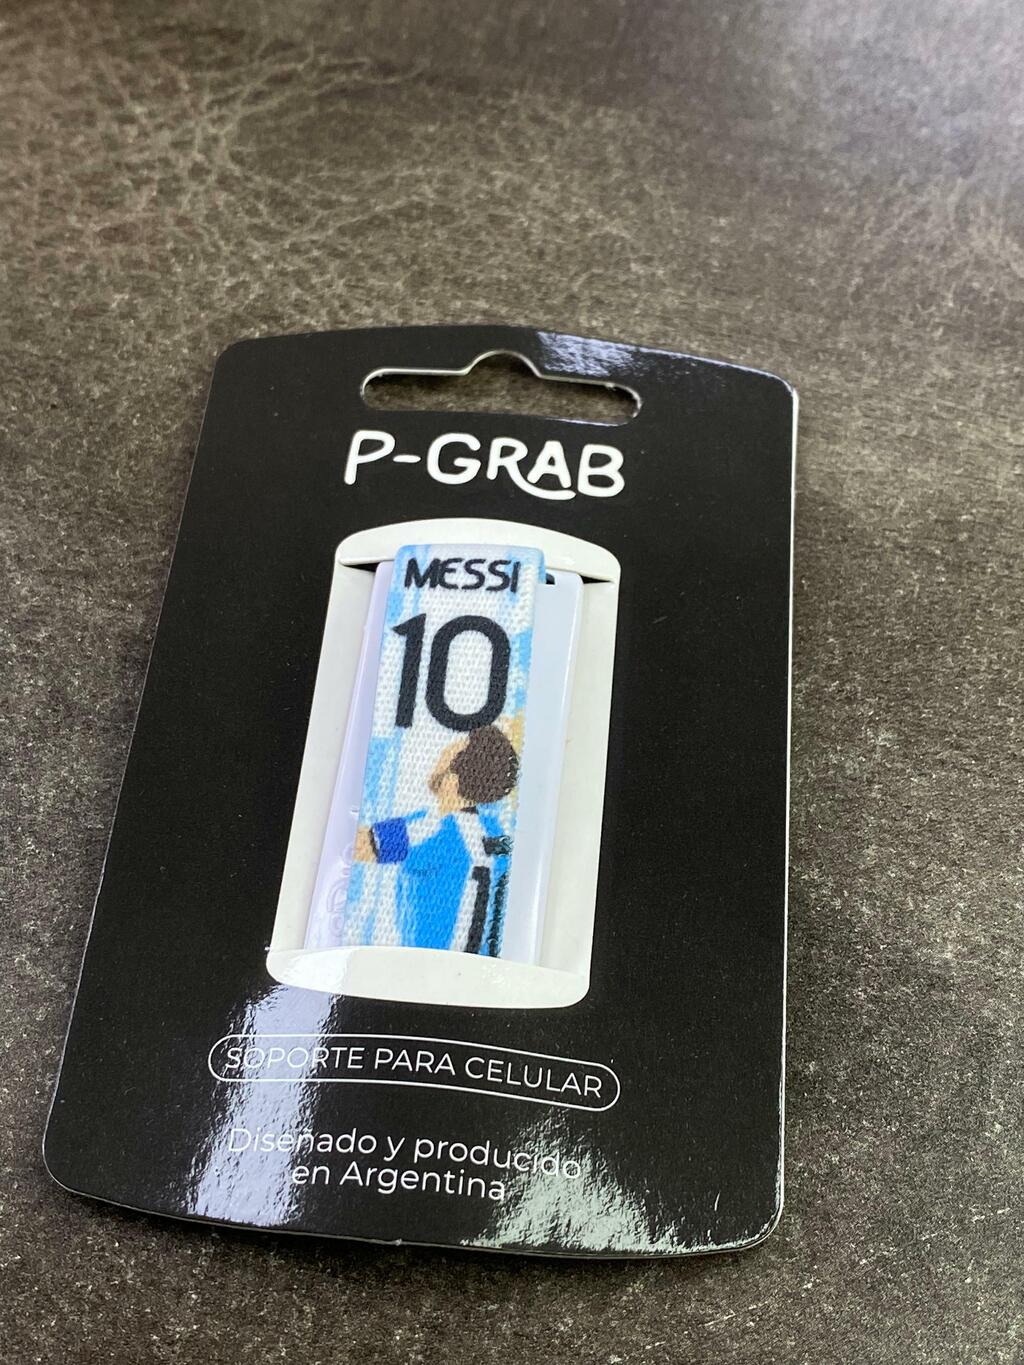 P-GRAB
MESSI
10
SOPORTE PARA CELULAR
Diseñado y producido
en Argentina